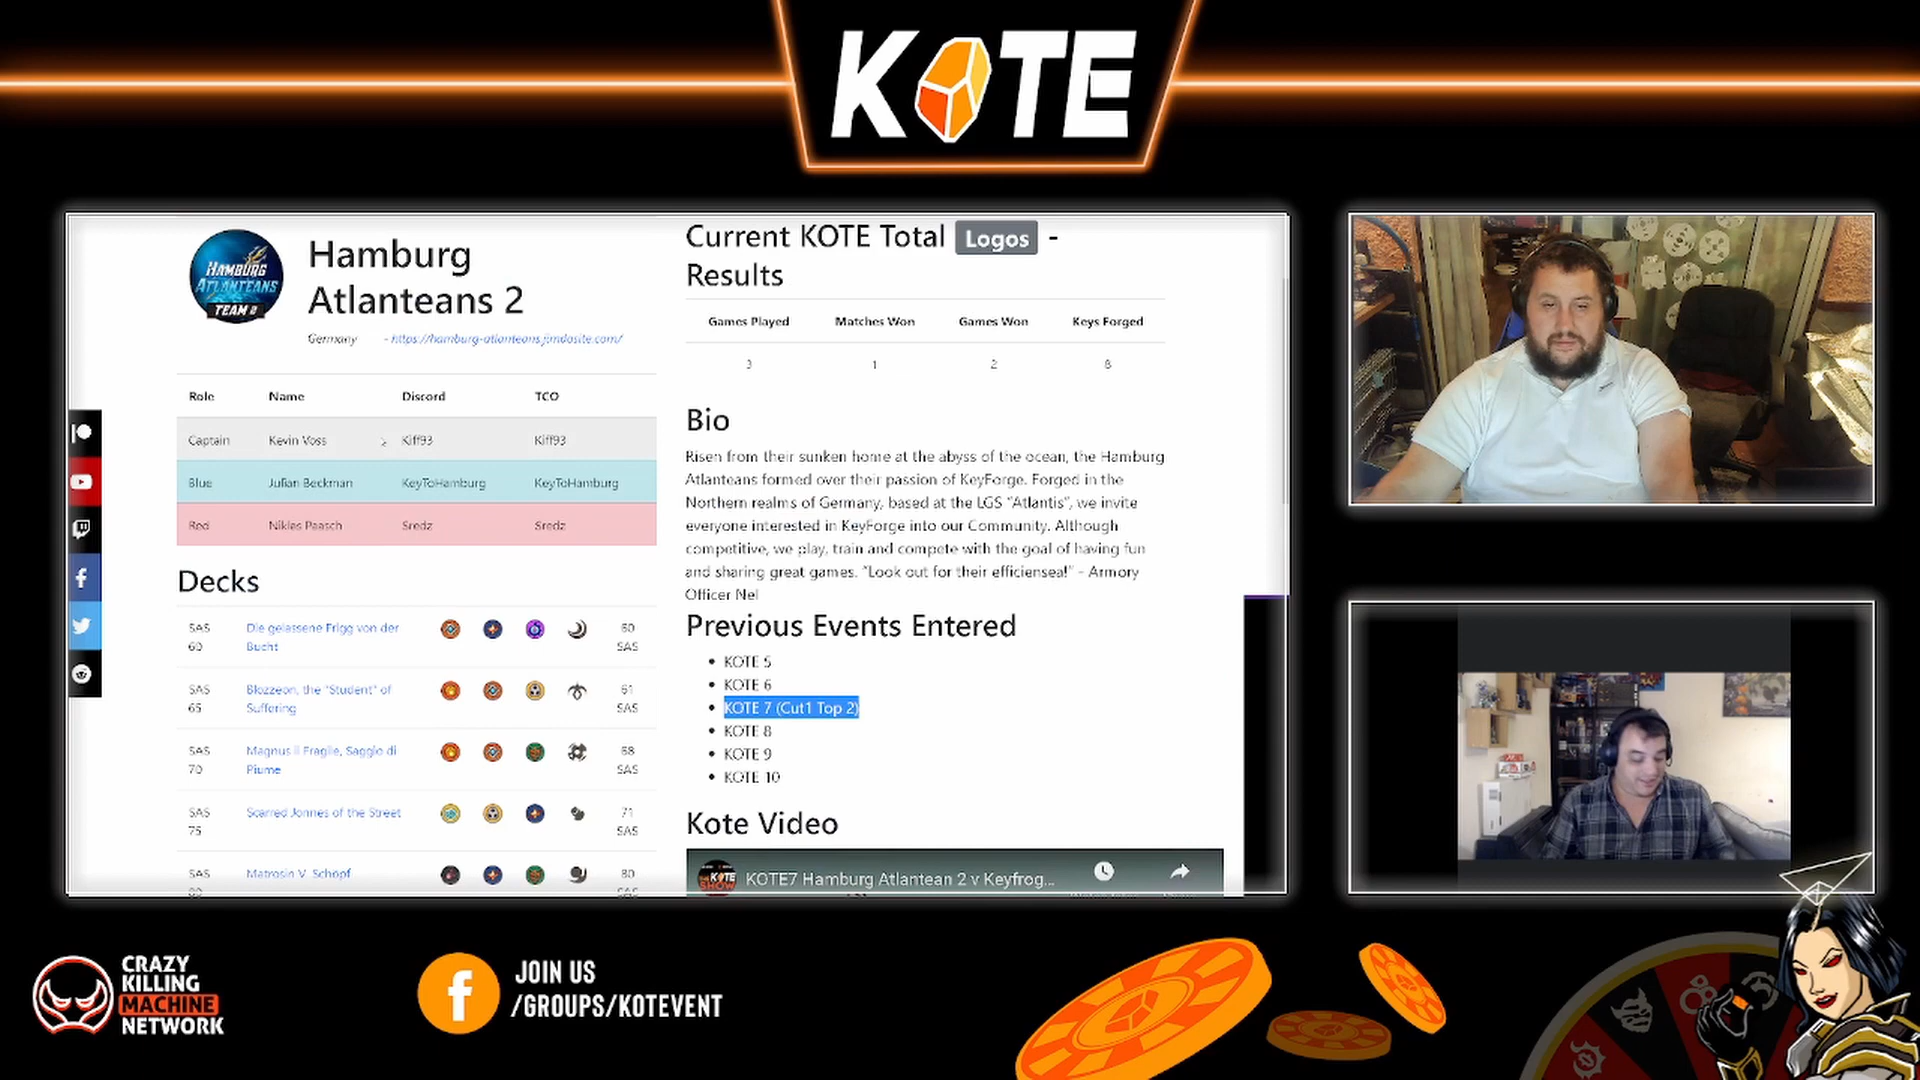 KOTE
HAMBURG
ATLANTEANS
TEAM 2
Hamburg
Atlanteans 2
Germany - https://hamburg-atlanteans.jimdosite.com/
Role Name Discord TCO
Captain Kevin Voss Kiff93 Kiff93
Blue Julian Beckman KeyToHamburg KeyToHamburg
Red Niklas Paasch Sredz Sredz
Decks
SAS 60 Die gelassene Frigg von der Bucht 60 SAS
SAS 65 Blozzeon, the "Student" of Suffering 61 SAS
SAS 70 Magnus il Fragile, Saggio di Piume 68 SAS
SAS 75 Scarred Jonnes of the Street 71 SAS
SAS 80 Matrosin V. Schopf 80 SAS
Current KOTE Total Logos -
Results
Games Played Matches Won Games Won Keys Forged
3 1 2 8
Bio
Risen from their sunken home at the abyss of the ocean, the Hamburg
Atlanteans formed over their passion of KeyForge. Forged in the
Northern realms of Germany, based at the LGS "Atlantis", we invite
everyone interested in KeyForge into our Community. Although
competitive, we play, train and compete with the goal of having fun
and sharing great games. "Look out for their efficiensea!" - Armory
Officer Nel
Previous Events Entered
KOTE 5
KOTE 6
KOTE 7 (Cut1 Top 2)
KOTE 8
KOTE 9
KOTE 10
Kote Video
THE KOTE SHOW
KOTE7 Hamburg Atlantean 2 v Keyfrog...
CRAZY
KILLING
MACHINE
NETWORK
JOIN US
/GROUPS/KOTEVENT